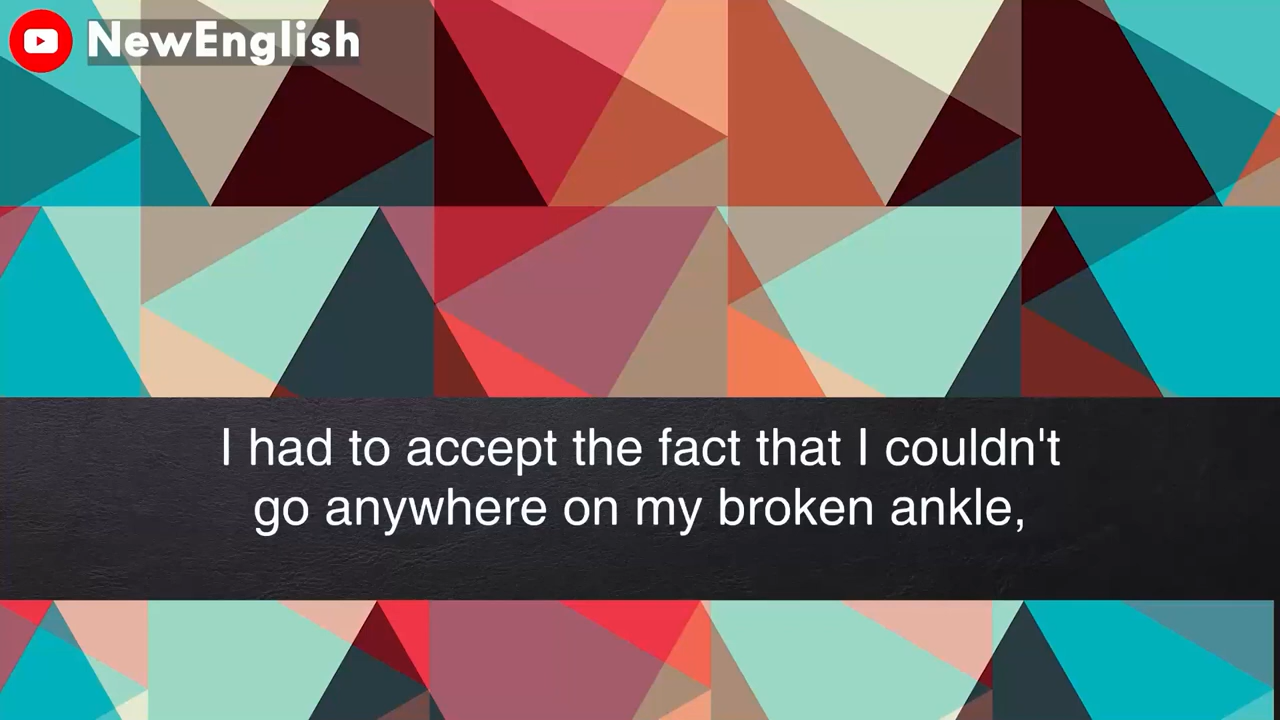 NewEnglish
I had to accept the fact that I couldn't
go anywhere on my broken ankle,